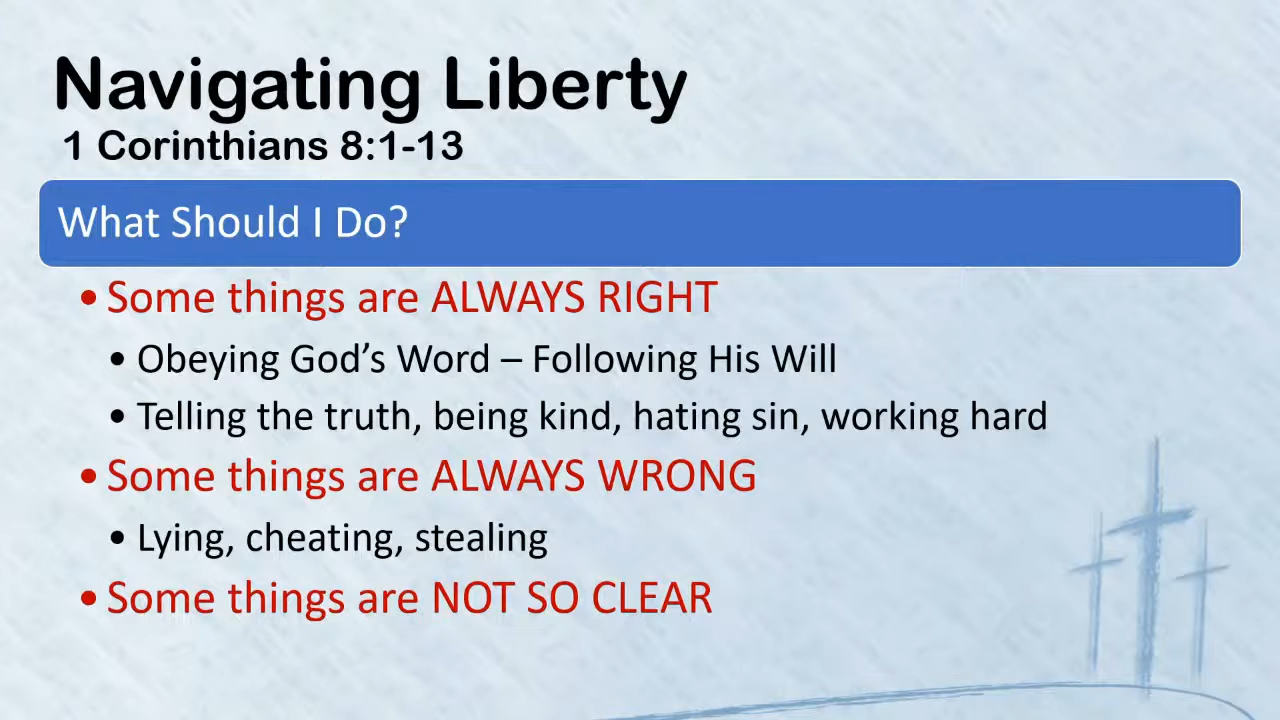 Navigating Liberty
1 Corinthians 8:1-13
What Should I Do?
• Some things are ALWAYS RIGHT
• Obeying God’s Word – Following His Will
• Telling the truth, being kind, hating sin, working hard
• Some things are ALWAYS WRONG
• Lying, cheating, stealing
• Some things are NOT SO CLEAR